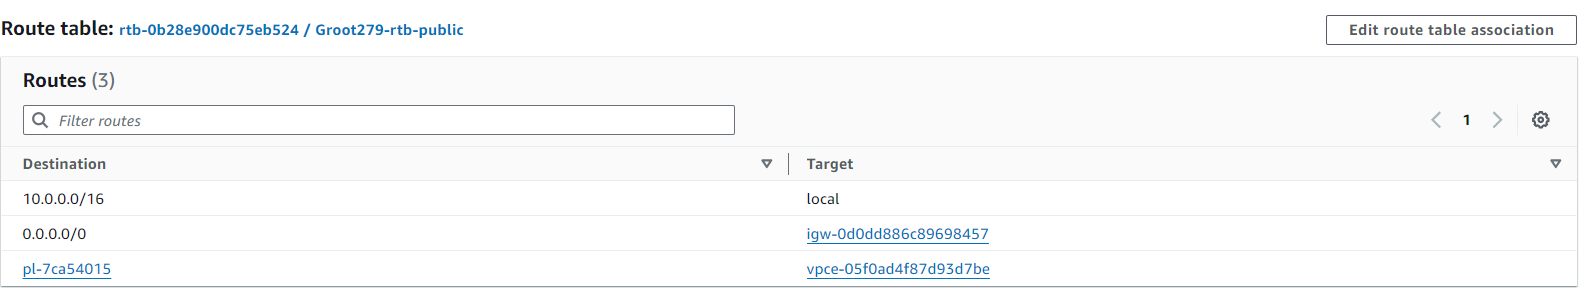 Route table: rtb-0b28e900dc75eb524 / Groot279-rtb-public
Edit route table association
Routes (3)
Filter routes
1
Destination Target
10.0.0.0/16 local
0.0.0.0/0 igw-0d0dd886c89698457
pl-7ca54015 vpce-05f0ad4f87d93d7be